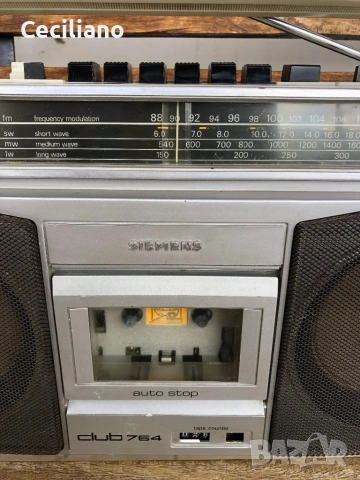 Ceciliano
fm frequency modulation 88 90 92 94 96 98 100 102 104 106
sw short wave 6.0 7.0 8.0 10.0 12.0 14.0 16.0 18.0
mw medium wave 540 600 700 800 1000 1200 1400
lw long wave 150 200 250 300
SIEMENS
auto stop
club 764
tape counter
BAZAR